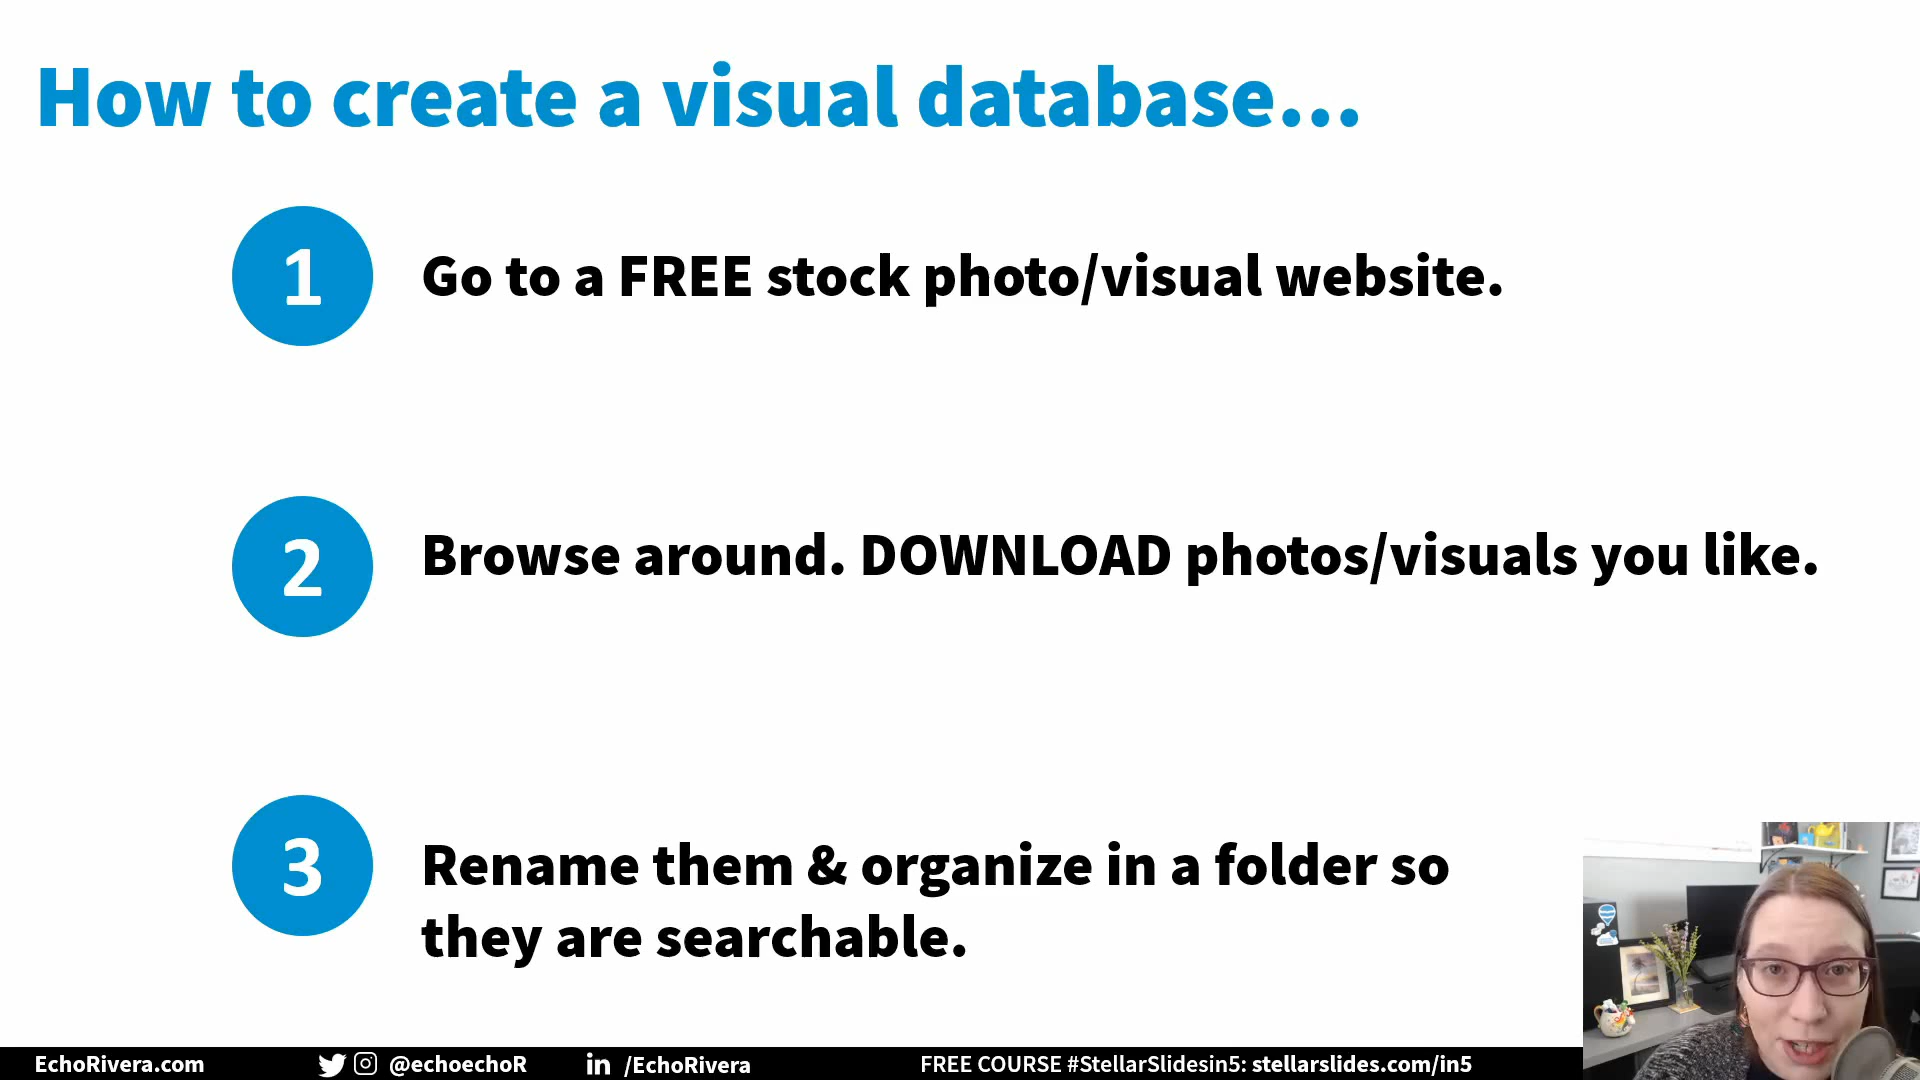 How to create a visual database...
1
Go to a FREE stock photo/visual website.
2
Browse around. DOWNLOAD photos/visuals you like.
3
Rename them & organize in a folder so
they are searchable.
EchoRivera.com @echoechoR in /EchoRivera FREE COURSE #StellarSlidesin5: stellarslides.com/in5